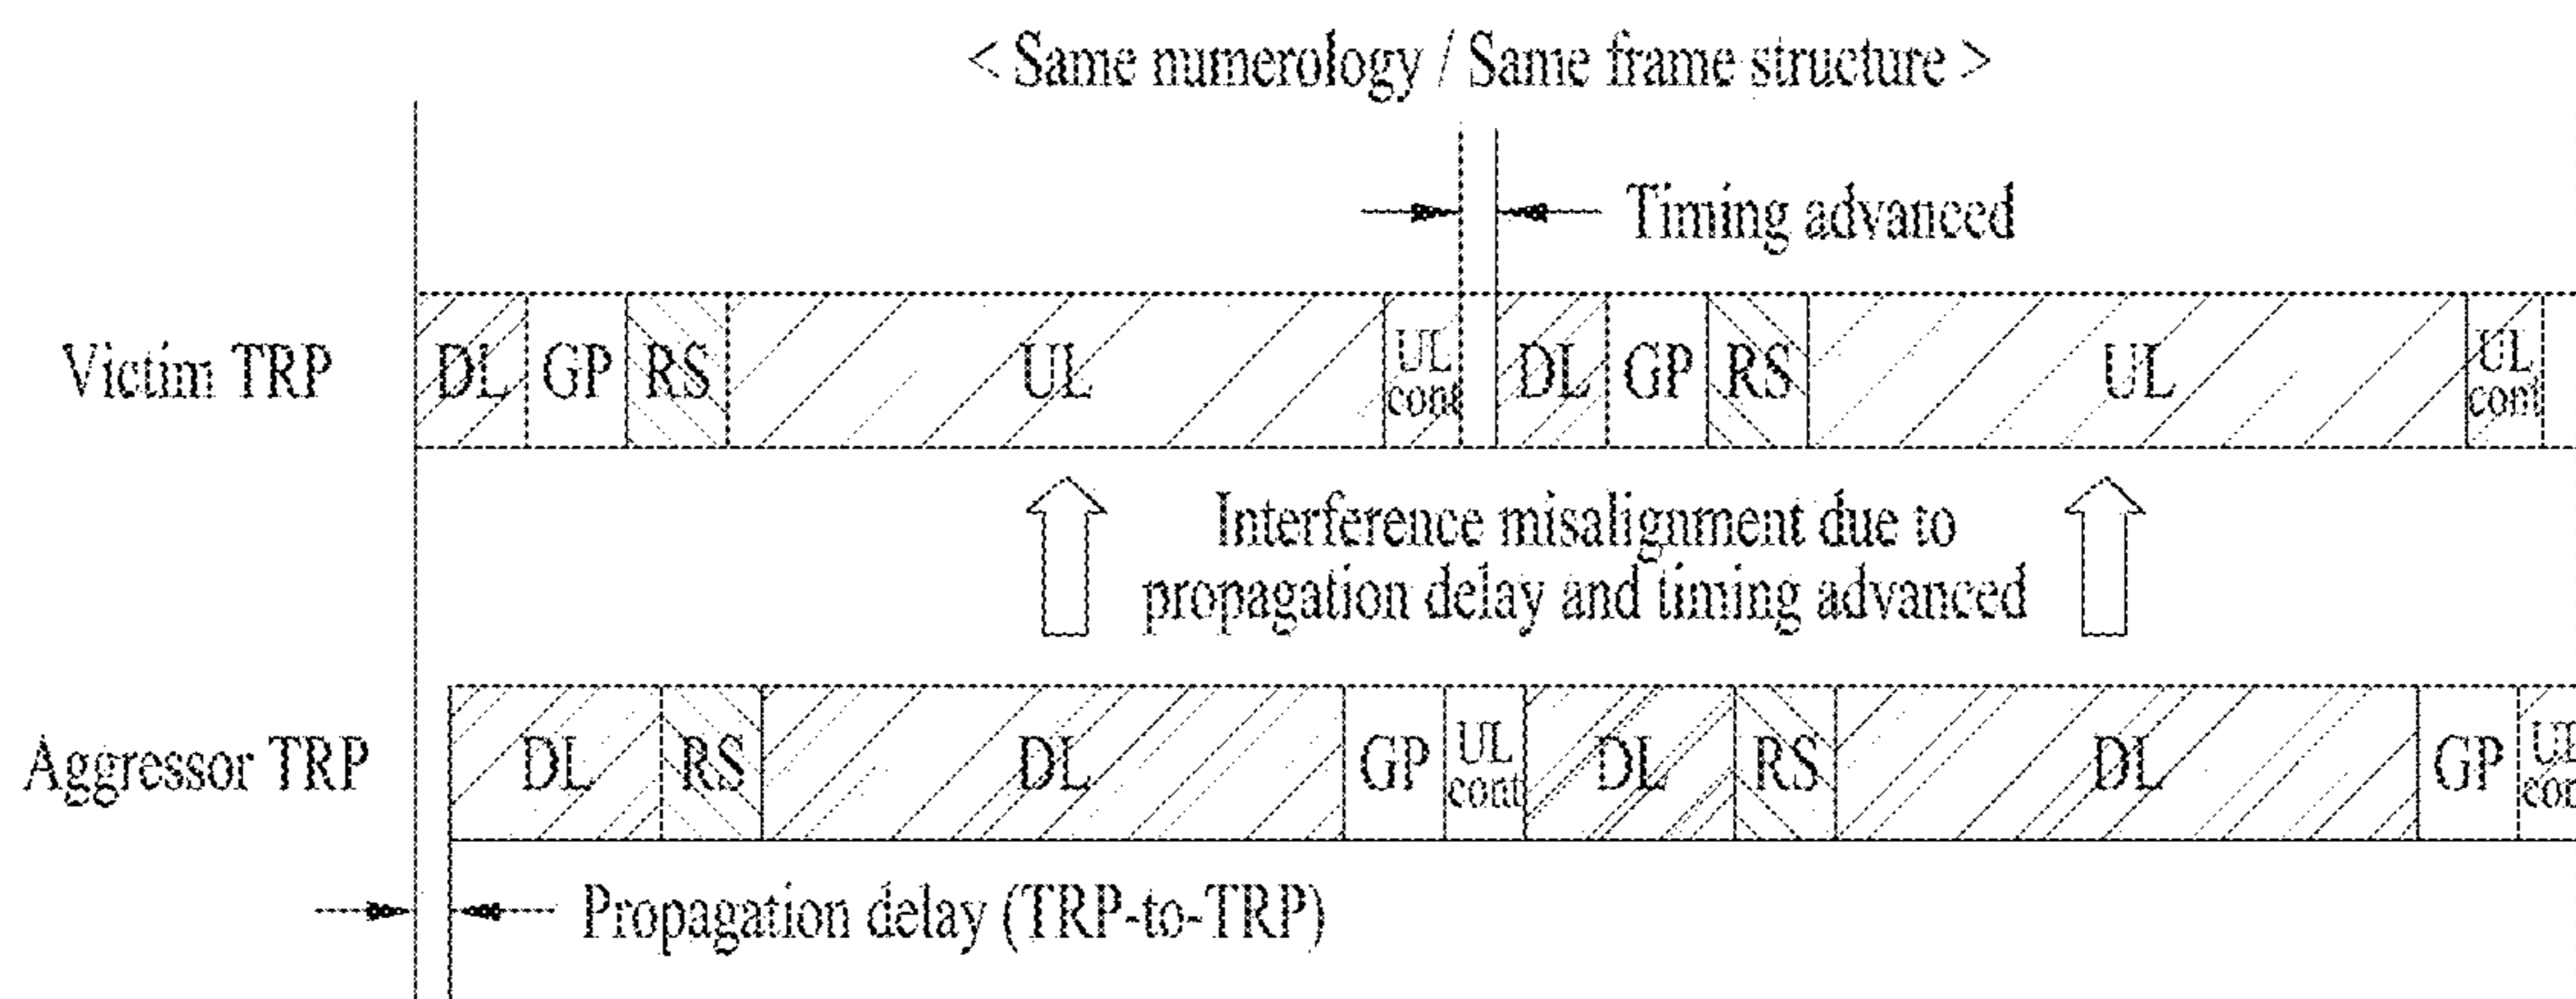 < Same numerology / Same frame structure >
Timing advanced
Victim TRP
DL GP RS UL UL cont DL GP RS UL UL cont
Interference misalignment due to
propagation delay and timing advanced
Aggressor TRP
DL RS DL GP UL cont DL RS DL GP UL
Propagation delay (TRP-to-TRP)